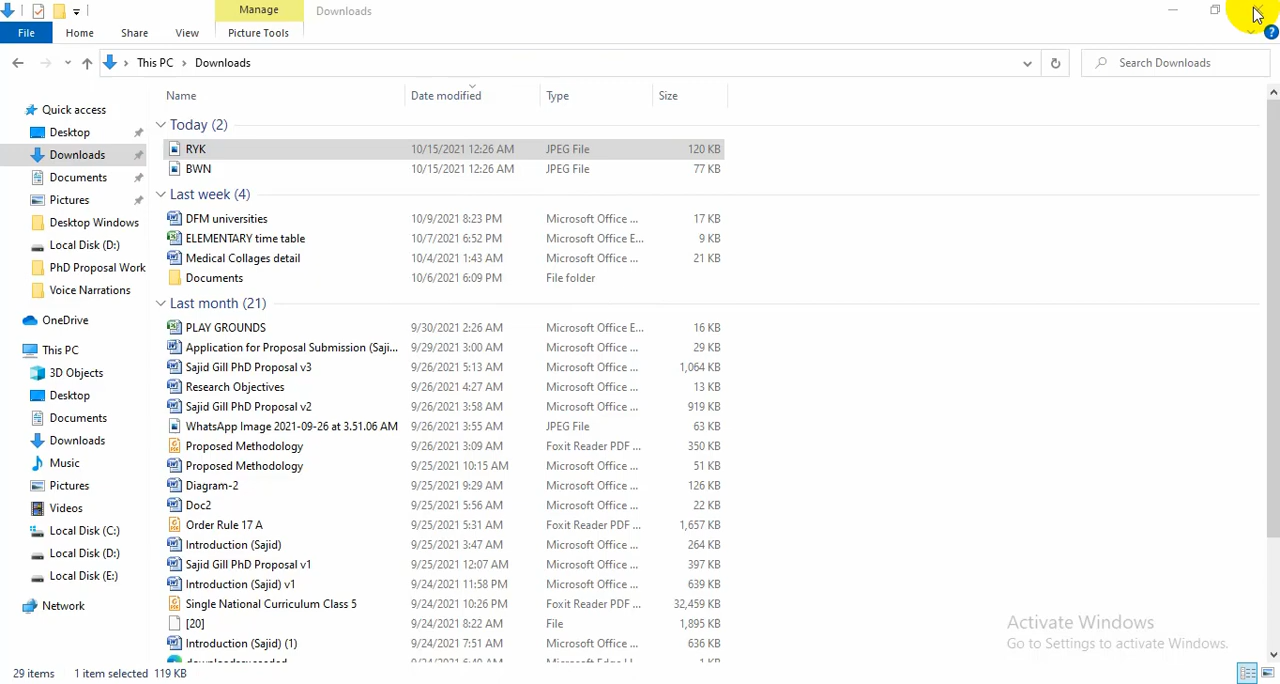 Manage Downloads
File Home Share View Picture Tools
This PC Downloads Search Downloads
Name Date modified Type Size
Quick access
Desktop
Downloads
Documents
Pictures
Desktop Windows
Local Disk (D:)
PhD Proposal Work
Voice Narrations
OneDrive
This PC
3D Objects
Desktop
Documents
Downloads
Music
Pictures
Videos
Local Disk (C:)
Local Disk (D:)
Local Disk (E:)
Network
Today (2)
RYK 10/15/2021 12:26 AM JPEG File 120 KB
BWN 10/15/2021 12:26 AM JPEG File 77 KB
Last week (4)
DFM universities 10/9/2021 8:23 PM Microsoft Office ... 17 KB
ELEMENTARY time table 10/7/2021 6:52 PM Microsoft Office E... 9 KB
Medical Collages detail 10/4/2021 1:43 AM Microsoft Office ... 21 KB
Documents 10/6/2021 6:09 PM File folder
Last month (21)
PLAY GROUNDS 9/30/2021 2:26 AM Microsoft Office E... 16 KB
Application for Proposal Submission (Saji... 9/29/2021 3:00 AM Microsoft Office ... 29 KB
Sajid Gill PhD Proposal v3 9/26/2021 5:13 AM Microsoft Office ... 1,064 KB
Research Objectives 9/26/2021 4:27 AM Microsoft Office ... 13 KB
Sajid Gill PhD Proposal v2 9/26/2021 3:58 AM Microsoft Office ... 919 KB
WhatsApp Image 2021-09-26 at 3.51.06 AM 9/26/2021 3:55 AM JPEG File 63 KB
Proposed Methodology 9/26/2021 3:09 AM Foxit Reader PDF ... 350 KB
Proposed Methodology 9/25/2021 10:15 AM Microsoft Office ... 51 KB
Diagram-2 9/25/2021 9:29 AM Microsoft Office ... 126 KB
Doc2 9/25/2021 5:56 AM Microsoft Office ... 22 KB
Order Rule 17 A 9/25/2021 5:31 AM Foxit Reader PDF ... 1,657 KB
Introduction (Sajid) 9/25/2021 3:47 AM Microsoft Office ... 264 KB
Sajid Gill PhD Proposal v1 9/25/2021 12:07 AM Microsoft Office ... 397 KB
Introduction (Sajid) v1 9/24/2021 11:58 PM Microsoft Office ... 639 KB
Single National Curriculum Class 5 9/24/2021 10:26 PM Foxit Reader PDF ... 32,459 KB
[20] 9/24/2021 8:22 AM File 1,895 KB
Introduction (Sajid) (1) 9/24/2021 7:51 AM Microsoft Office ... 636 KB
Activate Windows
Go to Settings to activate Windows.
29 items 1 item selected 119 KB